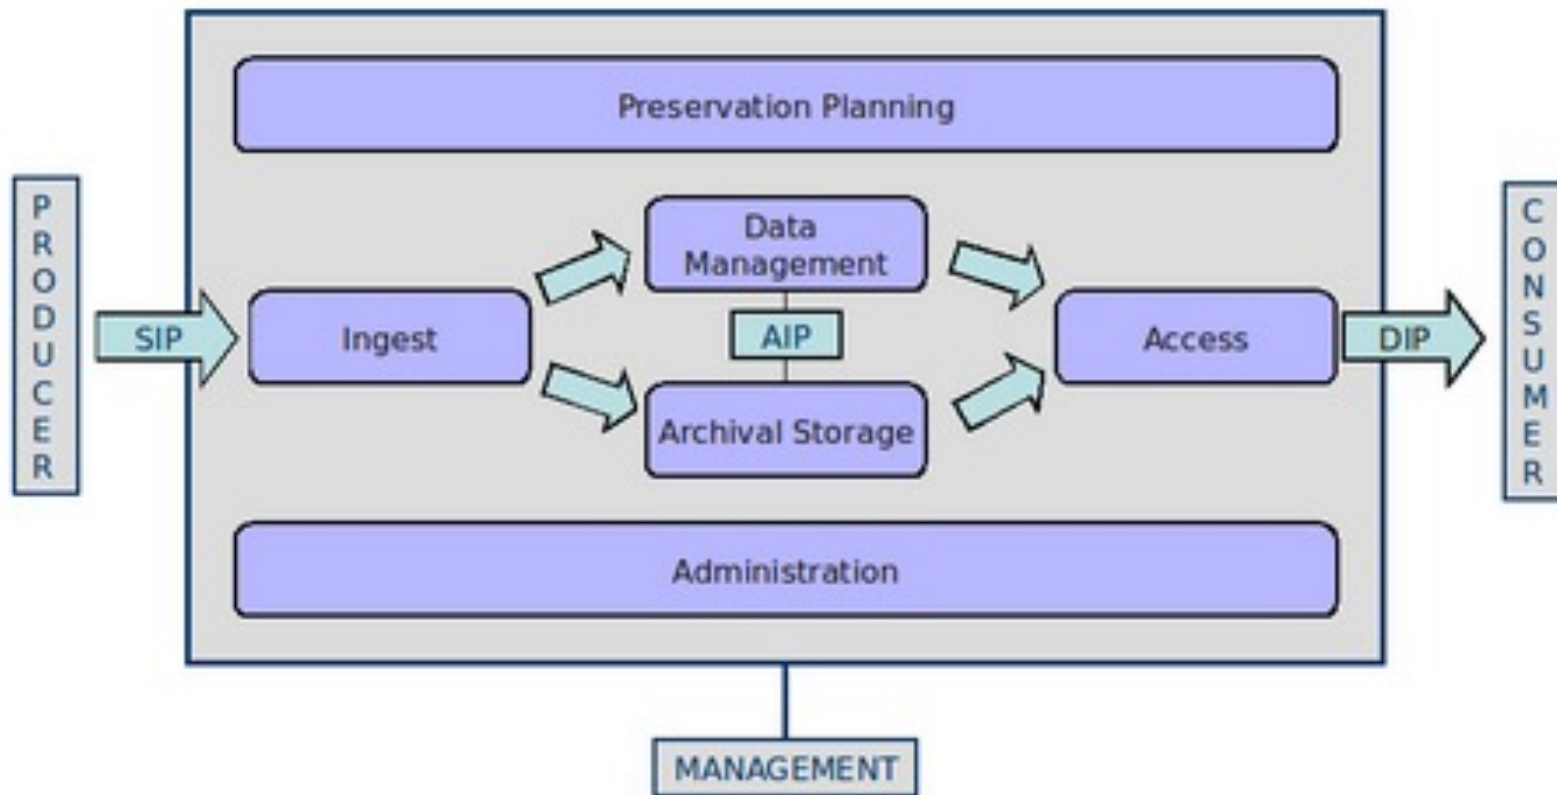 Preservation Planning
PRODUCER
SIP
Ingest
Data
Management
AIP
Archival Storage
Access
DIP
CONSUMER
Administration
MANAGEMENT